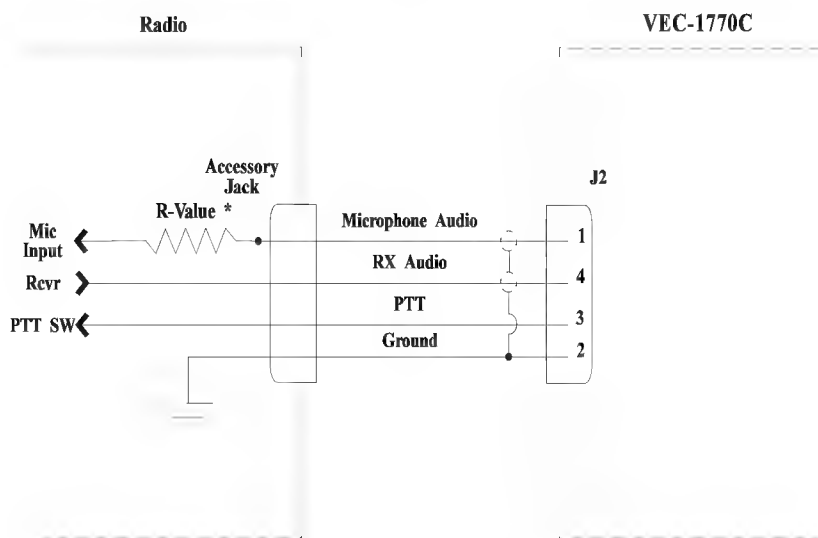 Radio
VEC-1770C
Accessory
Jack
J2
R-Value *
Mic
Input
Microphone Audio
1
Rcvr
RX Audio
4
PTT SW
PTT
3
Ground
2